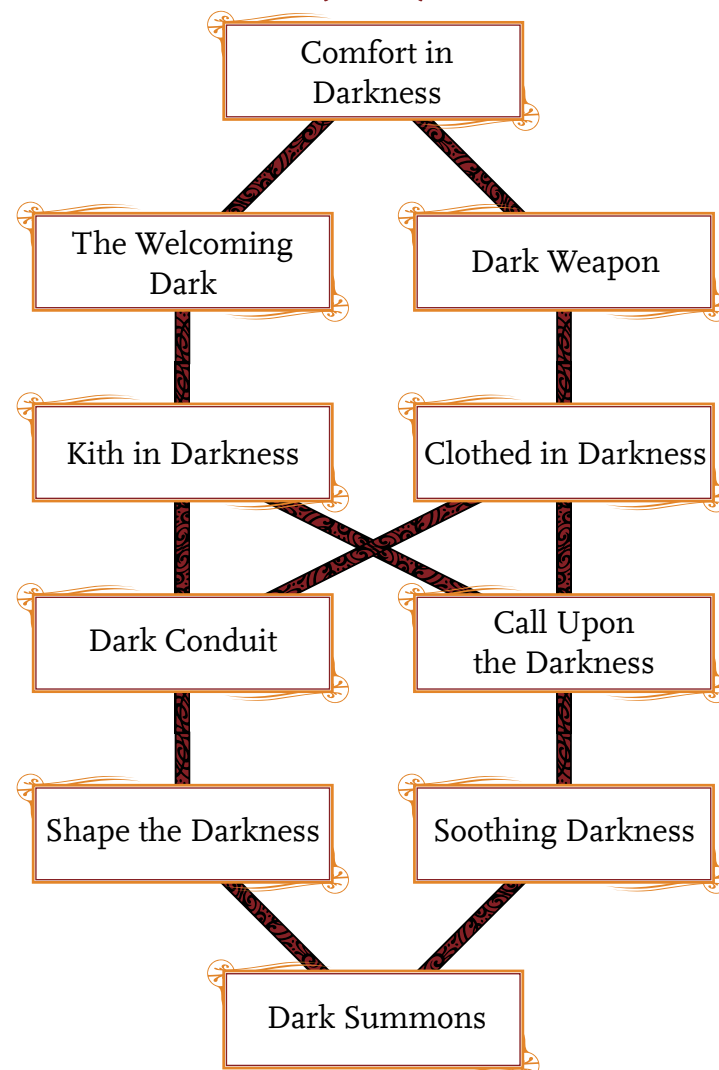 Comfort in
Darkness
The Welcoming
Dark
Dark Weapon
Kith in Darkness
Clothed in Darkness
Dark Conduit
Call Upon
the Darkness
Shape the Darkness
Soothing Darkness
Dark Summons